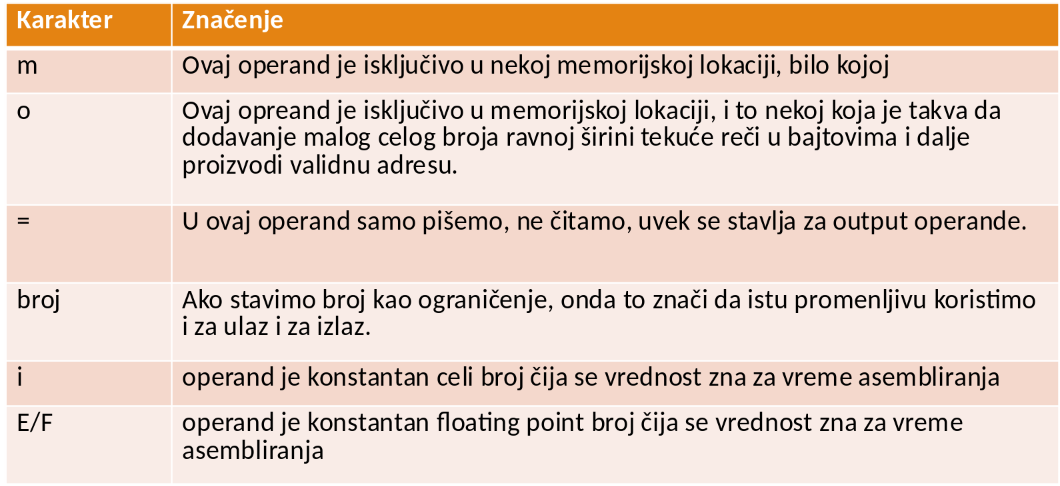 Karakter Značenje
m Ovaj operand je isključivo u nekoj memorijskoj lokaciji, bilo kojoj
o Ovaj opreand je isključivo u memorijskoj lokaciji, i to nekoj koja je takva da
dodavanje malog celog broja ravnoj širini tekuće reči u bajtovima i dalje
proizvodi validnu adresu.
= U ovaj operand samo pišemo, ne čitamo, uvek se stavlja za output operande.
broj Ako stavimo broj kao ograničenje, onda to znači da istu promenljivu koristimo
i za ulaz i za izlaz.
i operand je konstantan celi broj čija se vrednost zna za vreme asembliranja
E/F operand je konstantan floating point broj čija se vrednost zna za vreme
asembliranja